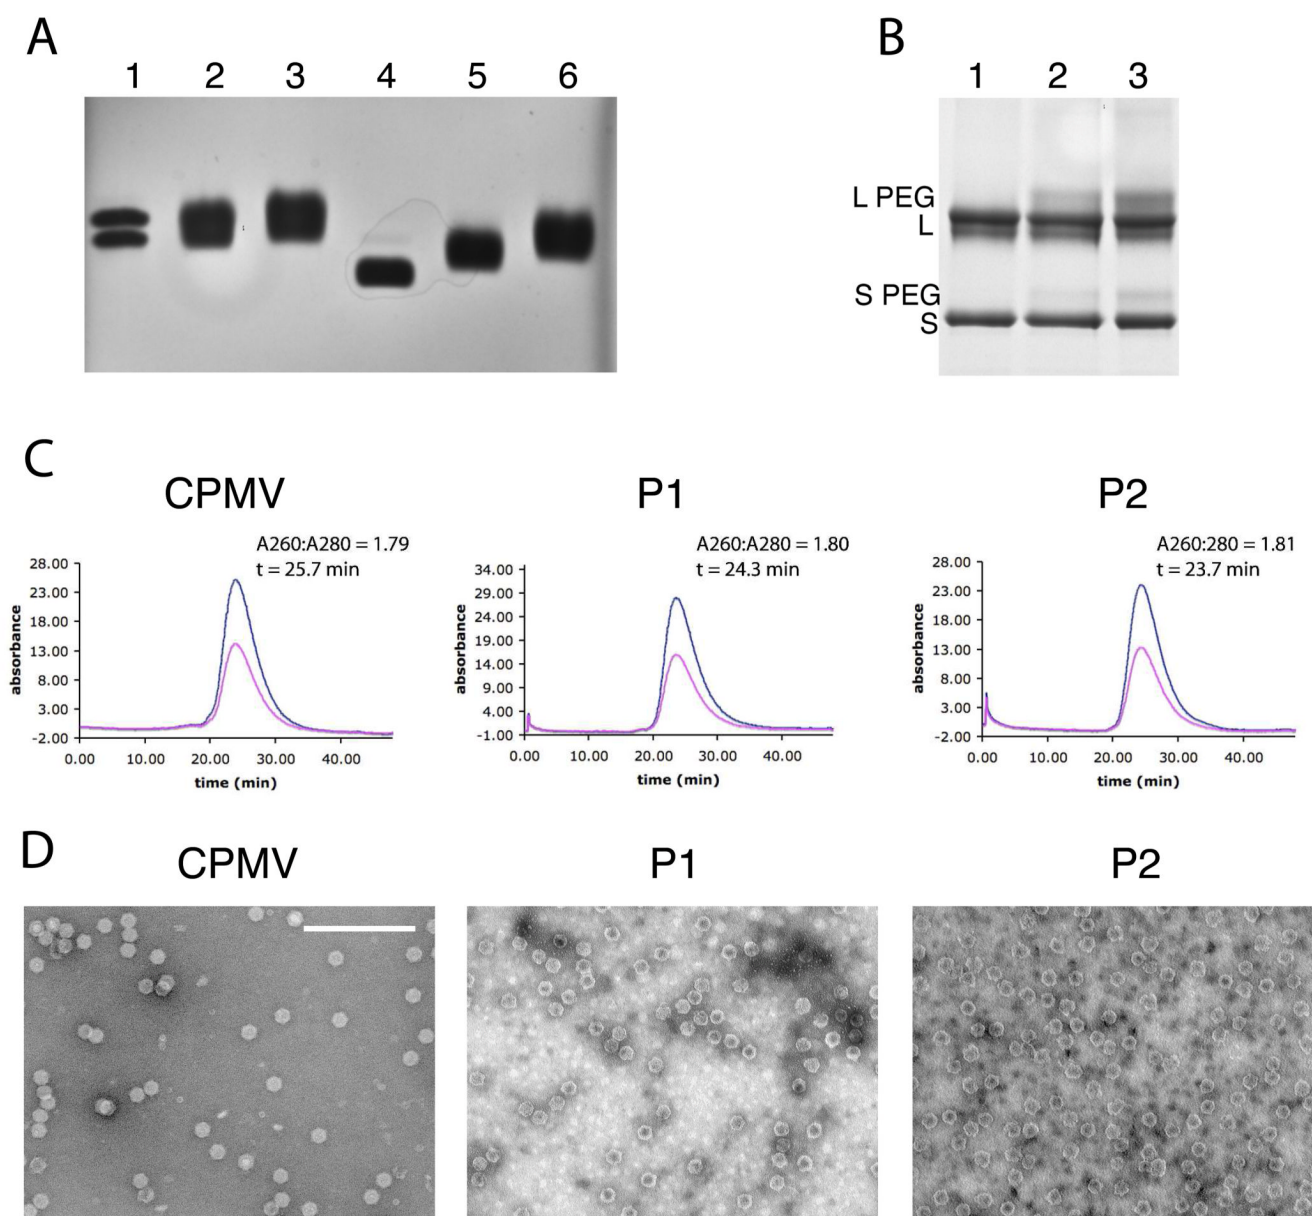 A
1 2 3 4 5 6
B
1 2 3
L PEG
L
S PEG
S
C
CPMV
A260:A280 = 1.79
t = 25.7 min
28.00
23.00
18.00
13.00
8.00
3.00
-2.00
absorbance
0.00 10.00 20.00 30.00 40.00
time (min)
P1
A260:A280 = 1.80
t = 24.3 min
34.00
29.00
24.00
19.00
14.00
9.00
4.00
-1.00
absorbance
0.00 10.00 20.00 30.00 40.00
time (min)
P2
A260:280 = 1.81
t = 23.7 min
28.00
23.00
18.00
13.00
8.00
3.00
-2.00
absorbance
0.00 10.00 20.00 30.00 40.00
time (min)
D
CPMV
P1
P2